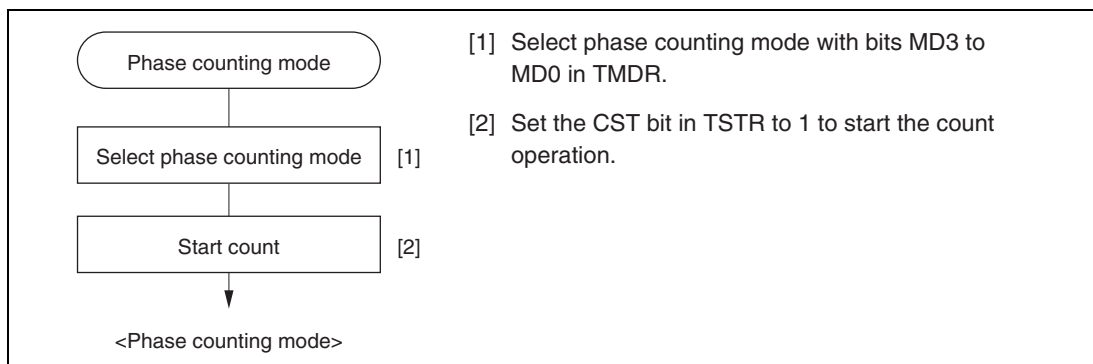 Phase counting mode
Select phase counting mode
[1]
Start count
[2]
<Phase counting mode>
[1] Select phase counting mode with bits MD3 to
MD0 in TMDR.
[2] Set the CST bit in TSTR to 1 to start the count
operation.